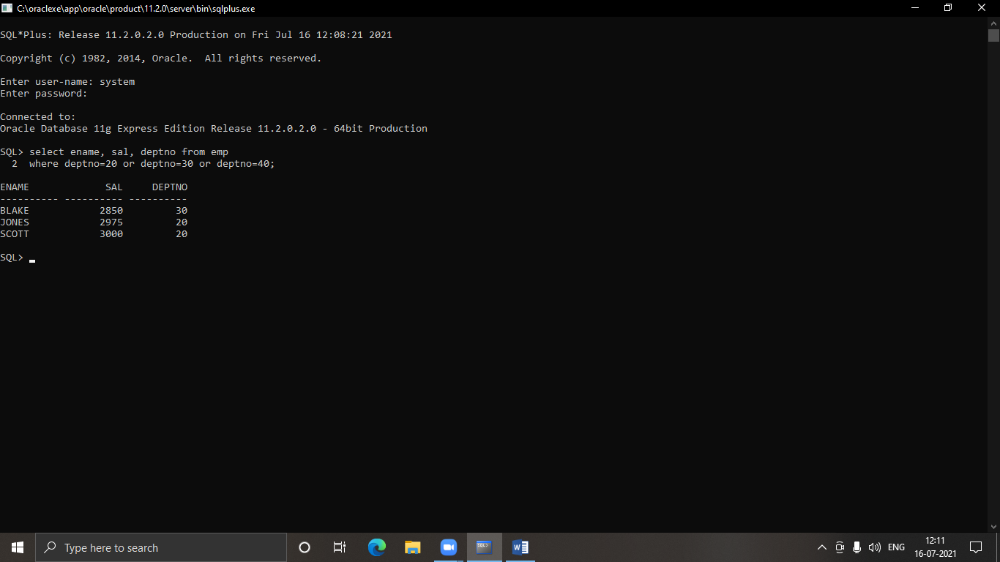 C:\oraclexe\app\oracle\product\11.2.0\server\bin\sqlplus.exe
SQL*Plus: Release 11.2.0.2.0 Production on Fri Jul 16 12:08:21 2021
Copyright (c) 1982, 2014, Oracle.  All rights reserved.
Enter user-name: system
Enter password:
Connected to:
Oracle Database 11g Express Edition Release 11.2.0.2.0 - 64bit Production
SQL> select ename, sal, deptno from emp
  2  where deptno=20 or deptno=30 or deptno=40;
ENAME             SAL     DEPTNO
---------- ---------- ----------
BLAKE            2850         30
JONES            2975         20
SCOTT            3000         20
SQL> _
Type here to search
SQL>
W
ENG
12:11
16-07-2021